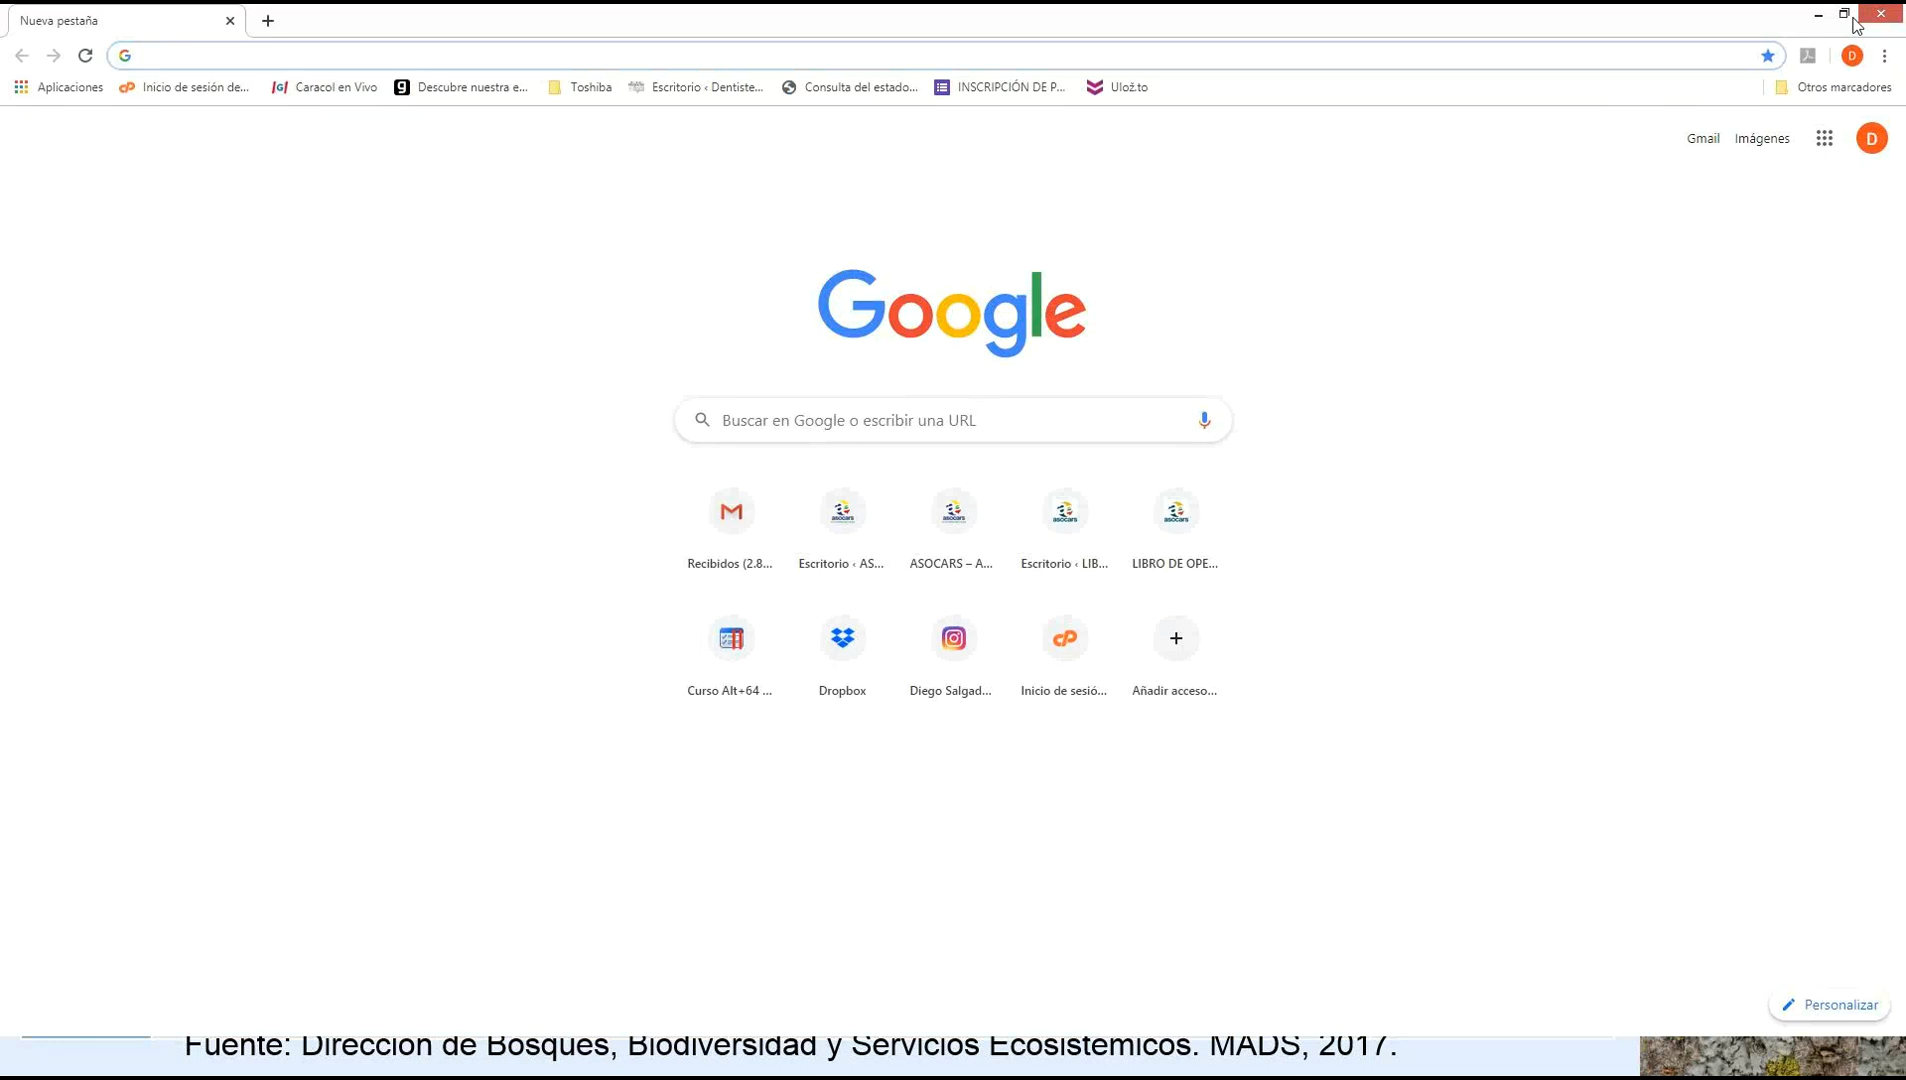 Nueva pestaña
Aplicaciones
Inicio de sesión de...
Caracol en Vivo
Descubre nuestra e...
Toshiba
Escritorio ‹ Dentiste...
Consulta del estado...
INSCRIPCIÓN DE P...
Ulož.to
Otros marcadores
D
Gmail
Imágenes
D
Google
Buscar en Google o escribir una URL
Recibidos (2.8...
Escritorio ‹ AS...
ASOCARS – A...
Escritorio ‹ LIB...
LIBRO DE OPE...
Curso Alt+64 ...
Dropbox
Diego Salgad...
Inicio de sesió...
Añadir acceso...
Personalizar
Fuente: Dirección de Bosques, Biodiversidad y Servicios Ecosistémicos. MADS, 2017.